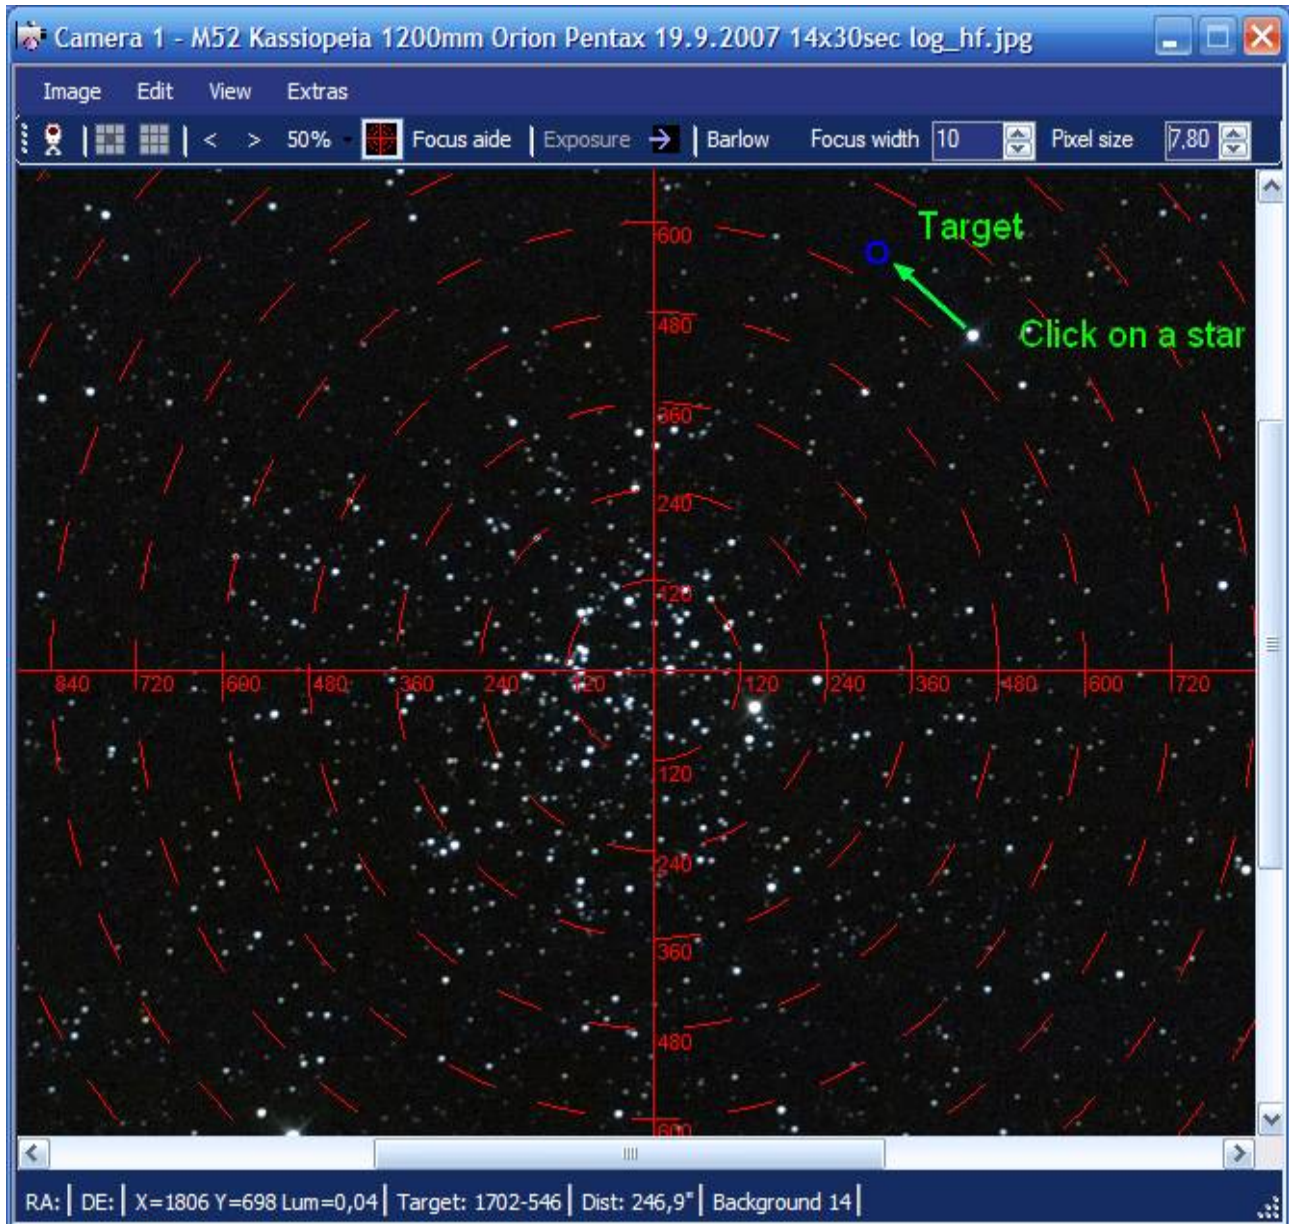 Camera 1 - M52 Kassiopeia 1200mm Orion Pentax 19.9.2007 14x30sec log_hf.jpg
Image Edit View Extras
< > 50% Focus aide Exposure Barlow Focus width 10 Pixel size 7,80
600
Target
480
Click on a star
360
240
120
840 720 600 480 360 240 120 120 240 360 480 600 720
120
240
360
480
600
RA: DE: X=1806 Y=698 Lum=0,04 Target: 1702-546 Dist: 246,9" Background 14